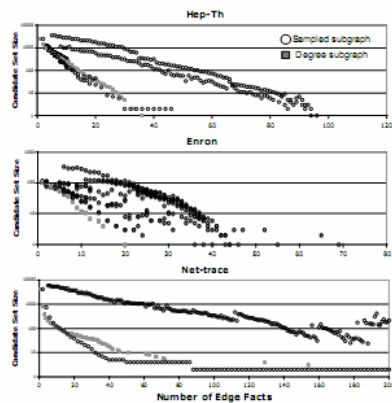 Hep-Th
Candidate Set Size
Sampled subgraph
Degree subgraph
0 20 40 60 80 100 120
Enron
Candidate Set Size
0 10 20 30 40 50 60 70 80
Net-trace
Candidate Set Size
0 20 40 60 80 100 120 140 160 180 200
Number of Edge Facts